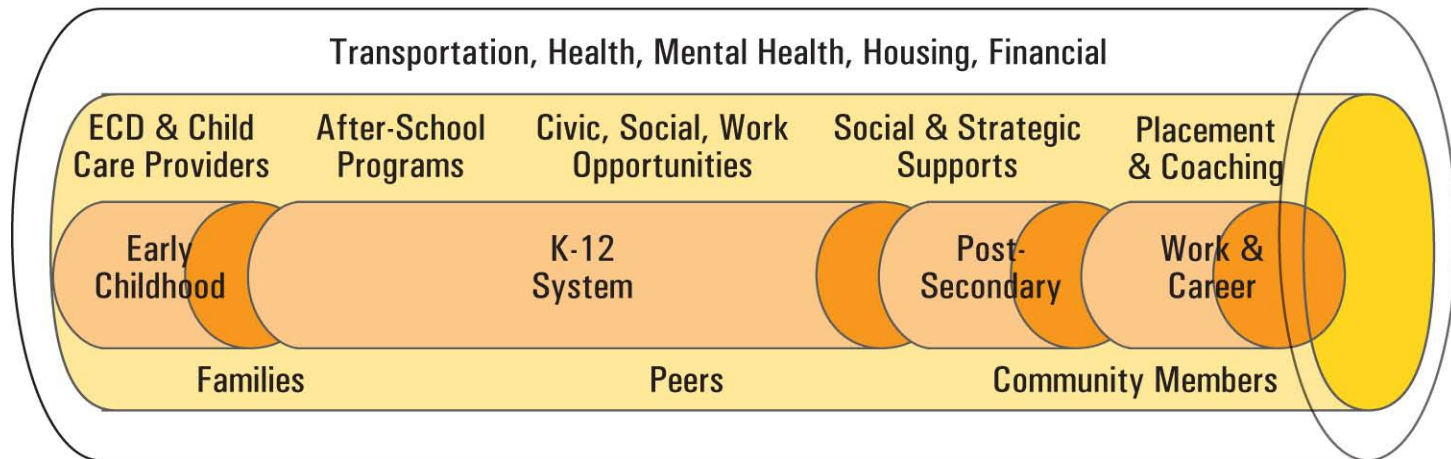 Transportation, Health, Mental Health, Housing, Financial
ECD & Child
Care Providers
After-School
Programs
Civic, Social, Work
Opportunities
Social & Strategic
Supports
Placement
& Coaching
Early
Childhood
K-12
System
Post-
Secondary
Work &
Career
Families
Peers
Community Members